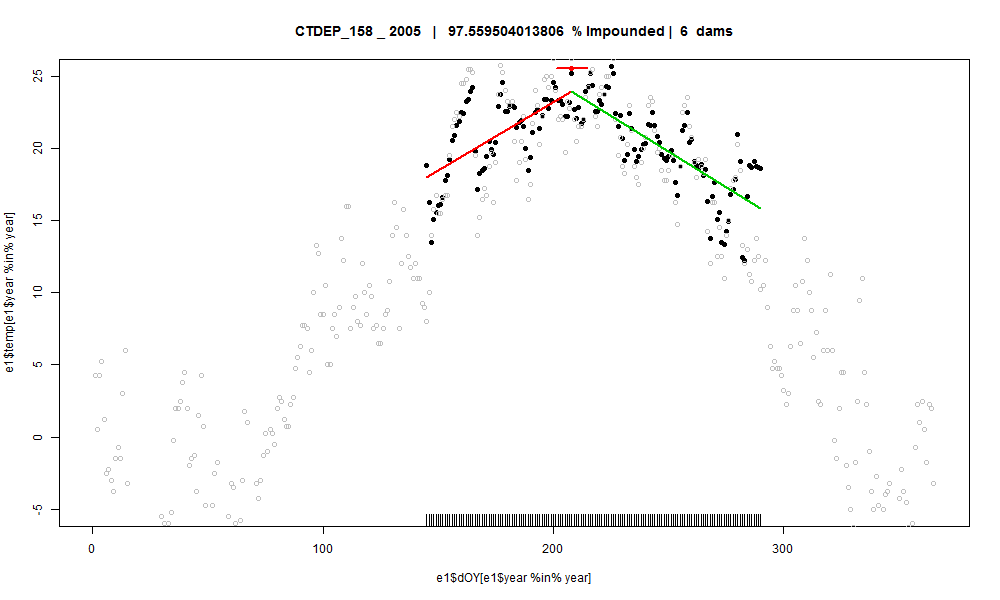 CTDEP_158 _ 2005 | 97.559504013806 % Impounded | 6 dams
e1$temp[e1$year %in% year]
25
20
15
10
5
0
-5
0 100 200 300
e1$dOY[e1$year %in% year]